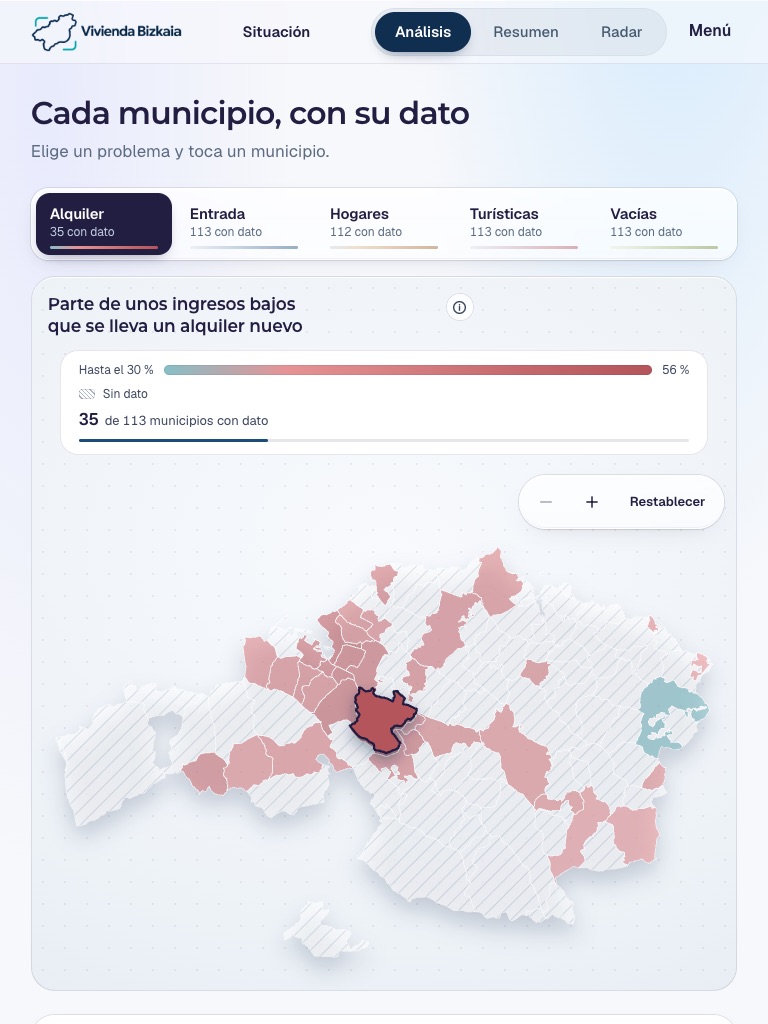 Vivienda Bizkaia
Situación
Análisis
Resumen
Radar
Menú
Cada municipio, con su dato
Elige un problema y toca un municipio.
Alquiler
35 con dato
Entrada
113 con dato
Hogares
112 con dato
Turísticas
113 con dato
Vacías
113 con dato
Parte de unos ingresos bajos
que se lleva un alquiler nuevo
Hasta el 30 %
56 %
Sin dato
35 de 113 municipios con dato
Restablecer